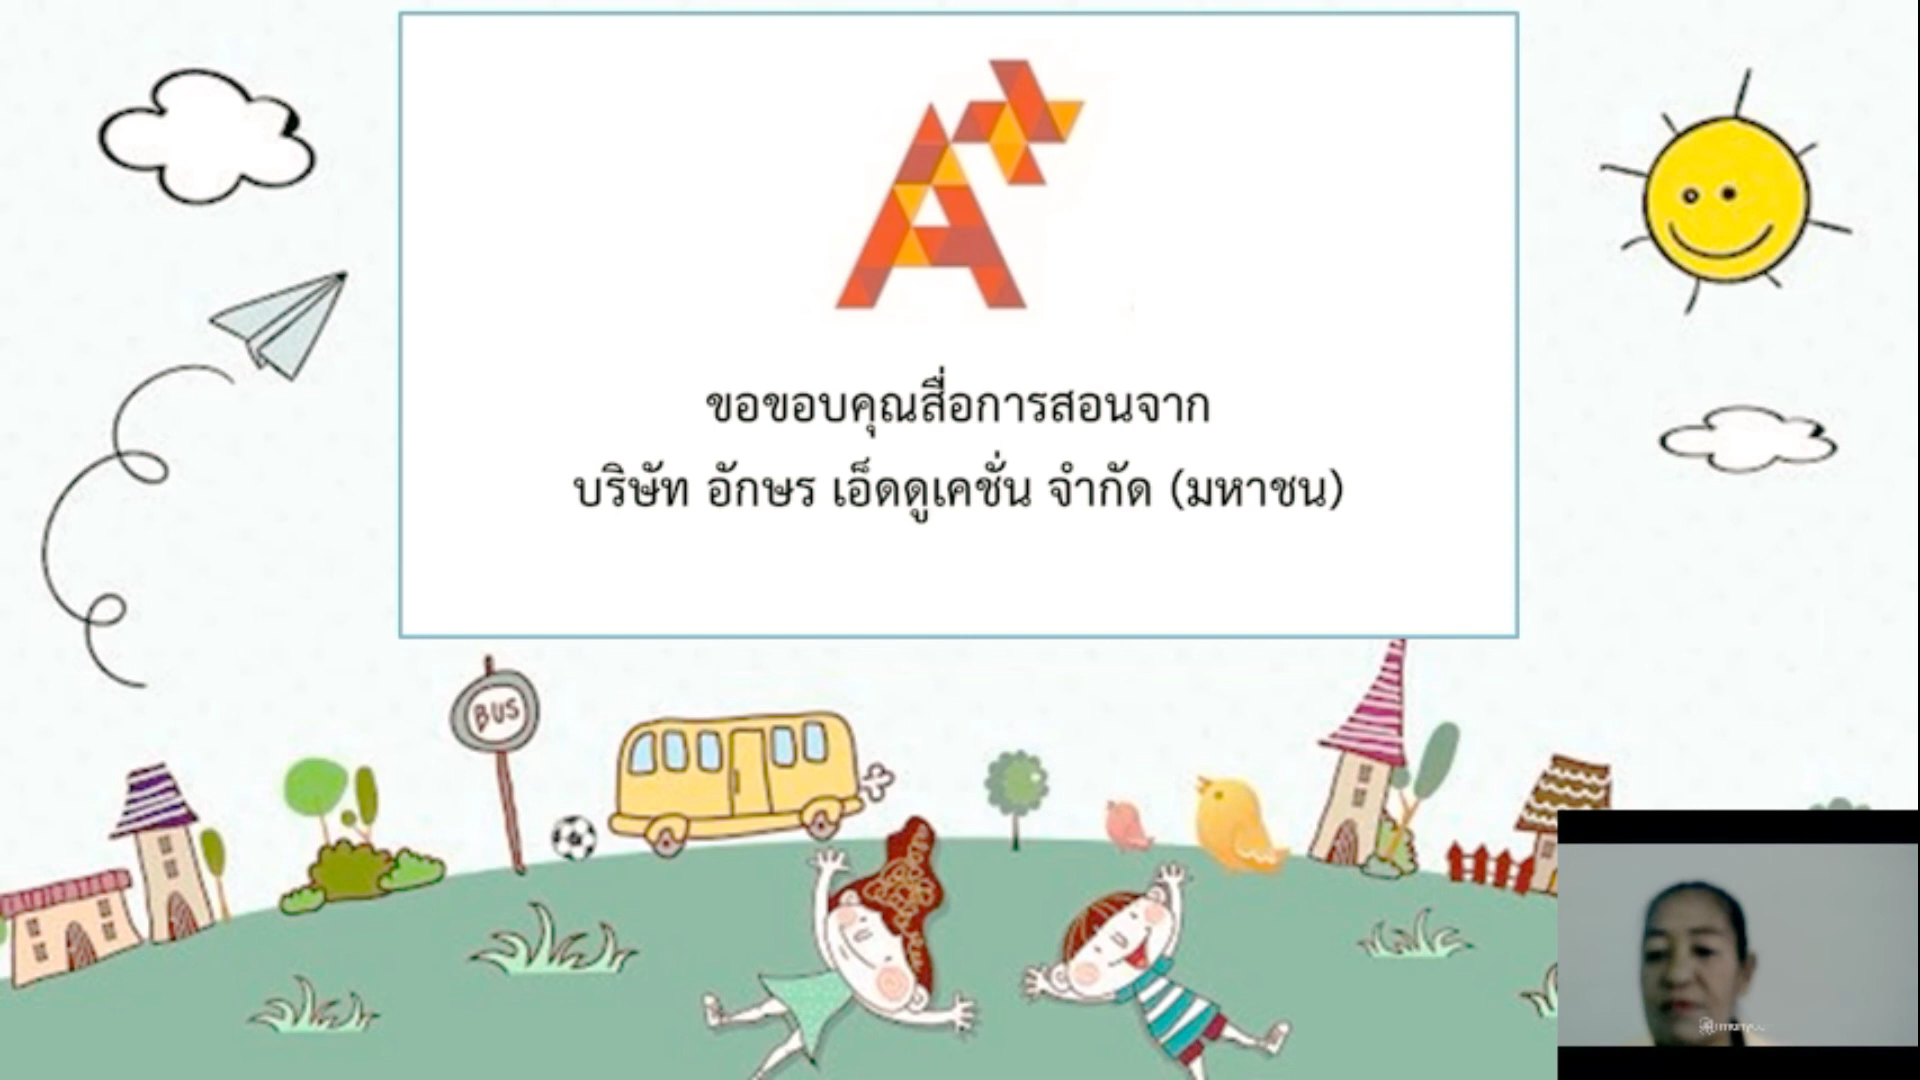 ขอขอบคุณสื่อการสอนจาก
บริษัท อักษร เอ็ดดูเคชั่น จำกัด (มหาชน)
BUS